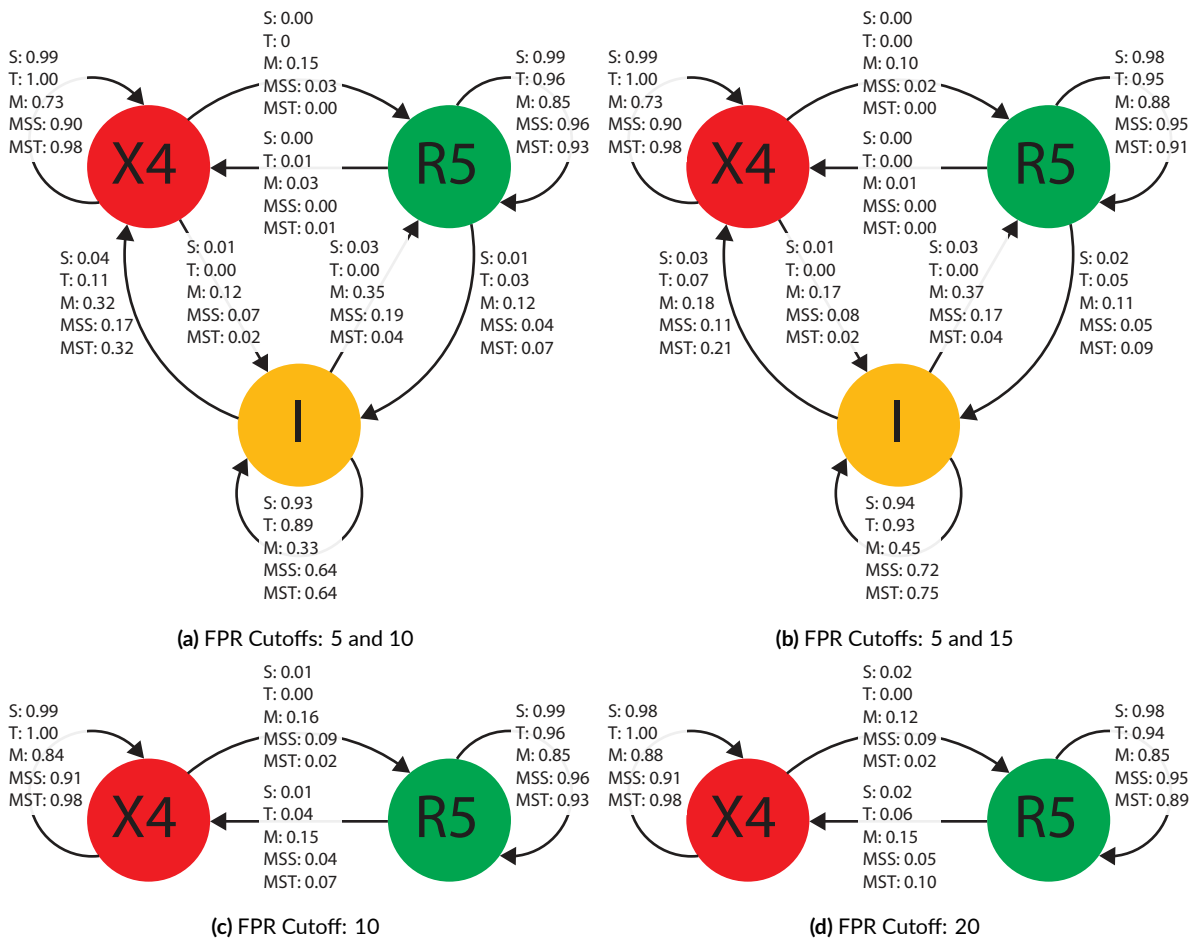 S: 0.00
T: 0
M: 0.15
MSS: 0.03
MST: 0.00
S: 0.99
T: 1.00
M: 0.73
MSS: 0.90
MST: 0.98
X4
S: 0.99
T: 0.96
M: 0.85
MSS: 0.96
MST: 0.93
R5
S: 0.00
T: 0.01
M: 0.03
MSS: 0.00
MST: 0.01
S: 0.04
T: 0.11
M: 0.32
MSS: 0.17
MST: 0.32
S: 0.01
T: 0.00
M: 0.12
MSS: 0.07
MST: 0.02
S: 0.03
T: 0.00
M: 0.35
MSS: 0.19
MST: 0.04
S: 0.01
T: 0.03
M: 0.12
MSS: 0.04
MST: 0.07
I
S: 0.93
T: 0.89
M: 0.33
MSS: 0.64
MST: 0.64
(a) FPR Cutoffs: 5 and 10
S: 0.00
T: 0.00
M: 0.10
MSS: 0.02
MST: 0.00
S: 0.99
T: 1.00
M: 0.73
MSS: 0.90
MST: 0.98
X4
S: 0.98
T: 0.95
M: 0.88
MSS: 0.95
MST: 0.91
R5
S: 0.00
T: 0.00
M: 0.01
MSS: 0.00
MST: 0.00
S: 0.03
T: 0.07
M: 0.18
MSS: 0.11
MST: 0.21
S: 0.01
T: 0.00
M: 0.17
MSS: 0.08
MST: 0.02
S: 0.03
T: 0.00
M: 0.37
MSS: 0.17
MST: 0.04
S: 0.02
T: 0.05
M: 0.11
MSS: 0.05
MST: 0.09
I
S: 0.94
T: 0.93
M: 0.45
MSS: 0.72
MST: 0.75
(b) FPR Cutoffs: 5 and 15
S: 0.01
T: 0.00
M: 0.16
MSS: 0.09
MST: 0.02
S: 0.99
T: 1.00
M: 0.84
MSS: 0.91
MST: 0.98
X4
S: 0.99
T: 0.96
M: 0.85
MSS: 0.96
MST: 0.93
R5
S: 0.01
T: 0.04
M: 0.15
MSS: 0.04
MST: 0.07
(c) FPR Cutoff: 10
S: 0.02
T: 0.00
M: 0.12
MSS: 0.09
MST: 0.02
S: 0.98
T: 1.00
M: 0.88
MSS: 0.91
MST: 0.98
X4
S: 0.98
T: 0.94
M: 0.85
MSS: 0.95
MST: 0.89
R5
S: 0.02
T: 0.06
M: 0.15
MSS: 0.05
MST: 0.10
(d) FPR Cutoff: 20